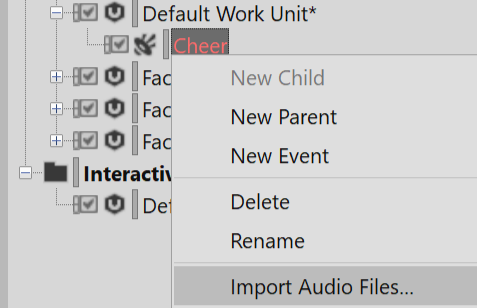 Default Work Unit*
Cheer
New Child
Fac
New Parent
Fac
New Event
Fac
Interactiv
Delete
Def
Rename
Import Audio Files...